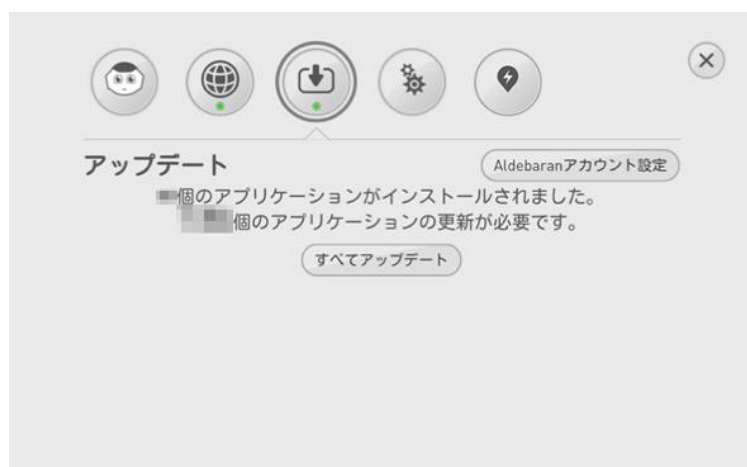 アップデート
Aldebaranアカウント設定
個のアプリケーションがインストールされました。
個のアプリケーションの更新が必要です。
すべてアップデート